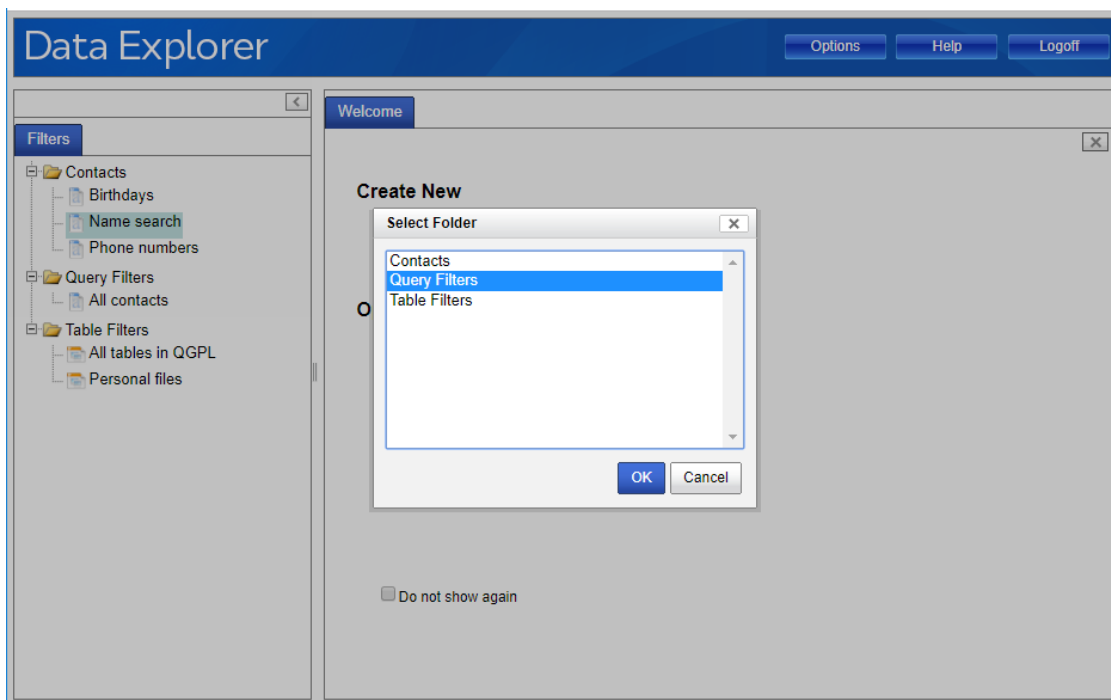 Data Explorer
Options
Help
Logoff
Filters
Contacts
Birthdays
Name search
Phone numbers
Query Filters
All contacts
Table Filters
All tables in QGPL
Personal files
Welcome
Create New
O
Select Folder
Contacts
Query Filters
Table Filters
OK
Cancel
Do not show again